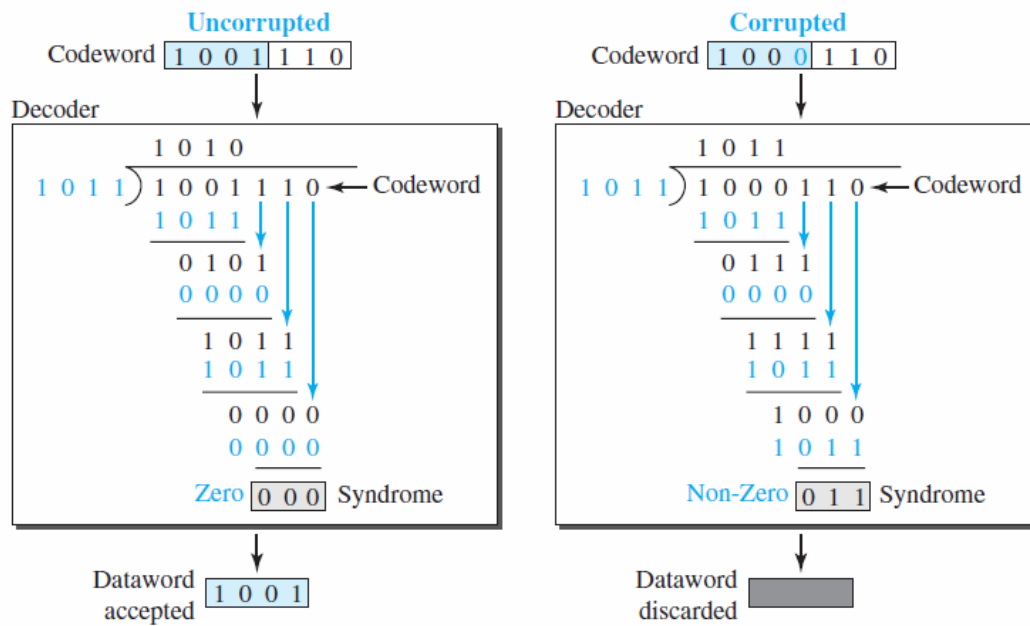 Uncorrupted
Codeword 1 0 0 1 1 1 0
Decoder
1 0 1 0
1 0 1 1 ) 1 0 0 1 1 1 0 Codeword
1 0 1 1
0 1 0 1
0 0 0 0
1 0 1 1
1 0 1 1
0 0 0 0
0 0 0 0
Zero 0 0 0 Syndrome
Dataword
accepted
1 0 0 1
Corrupted
Codeword 1 0 0 0 1 1 0
1 0 1 1
1 0 1 1 ) 1 0 0 0 1 1 0 Codeword
1 0 1 1
0 1 1 1
0 0 0 0
1 1 1 1
1 0 1 1
1 0 0 0
1 0 1 1
Non-Zero 0 1 1 Syndrome
Dataword
discarded